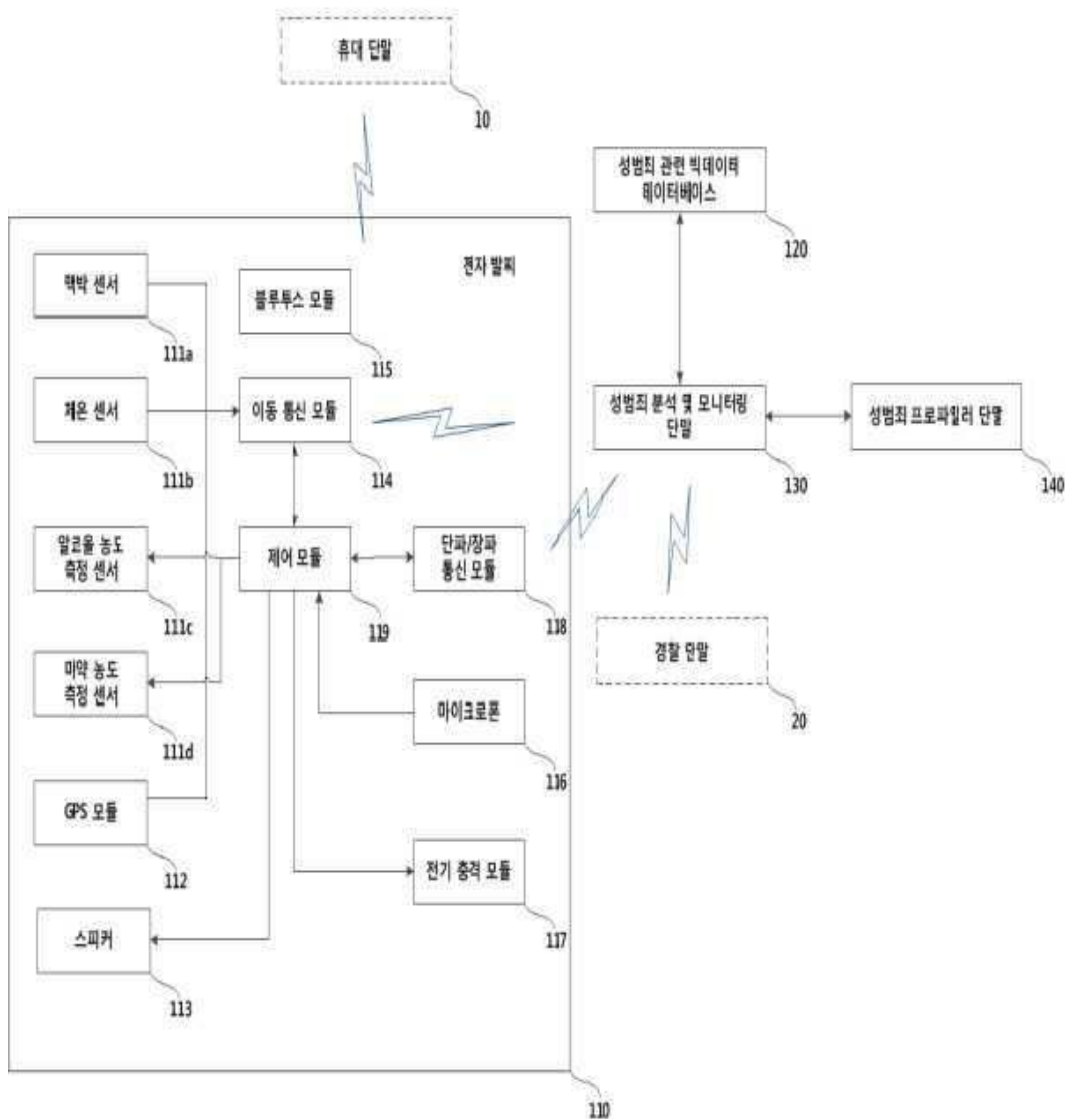 휴대 단말
10
성범죄 관련 빅데이터
데이터베이스
120
전자 발찌
맥박 센서
111a
블루투스 모듈
115
체온 센서
111b
이동 통신 모듈
114
성범죄 분석 및 모니터링
단말
130
성범죄 프로파일러 단말
140
알코올 농도
측정 센서
111c
제어 모듈
119
단파/장파
통신 모듈
118
경찰 단말
20
마약 농도
측정 센서
111d
마이크로폰
116
GPS 모듈
112
전기 충격 모듈
117
스피커
113
110